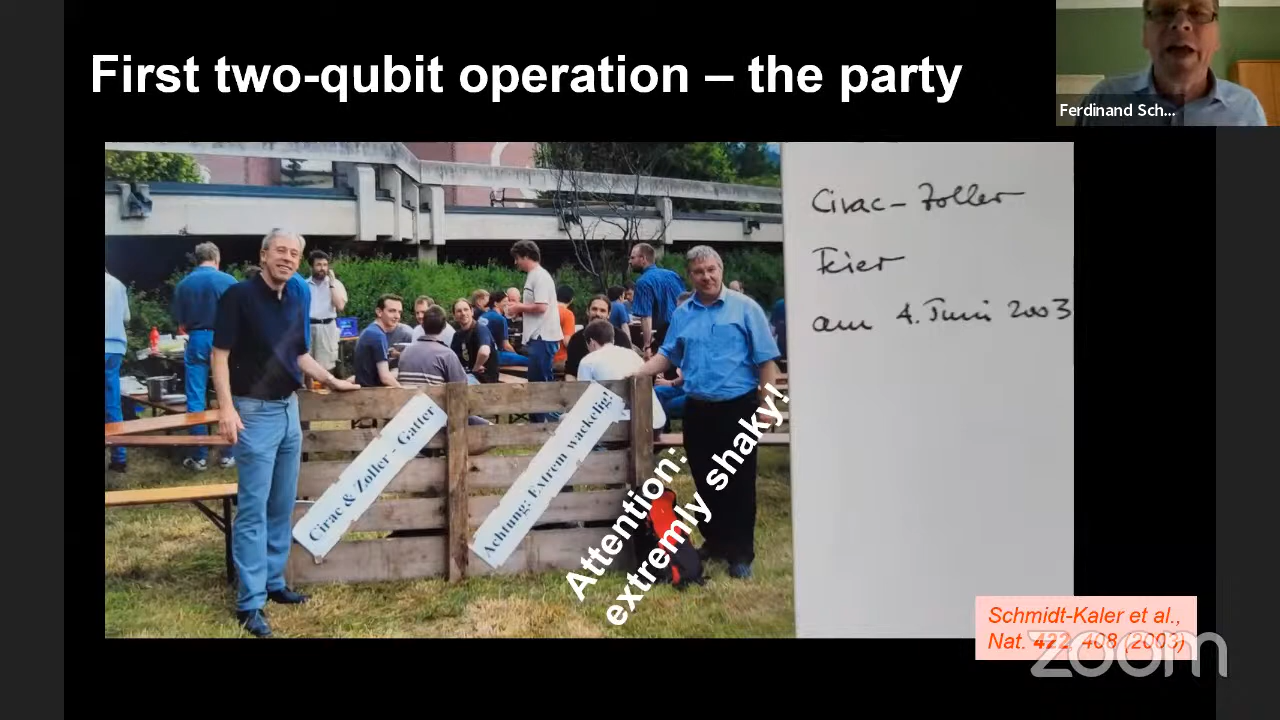 First two-qubit operation – the party
Ferdinand Sch...
Cirac-Zoller
Feier
am 4. Juni 2003
Cirac & Zoller - Gatter
Achtung: Extrem wackelig!
Attention:
extremly shaky!
Schmidt-Kaler et al.,
Nat. 422, 408 (2003)
zoom